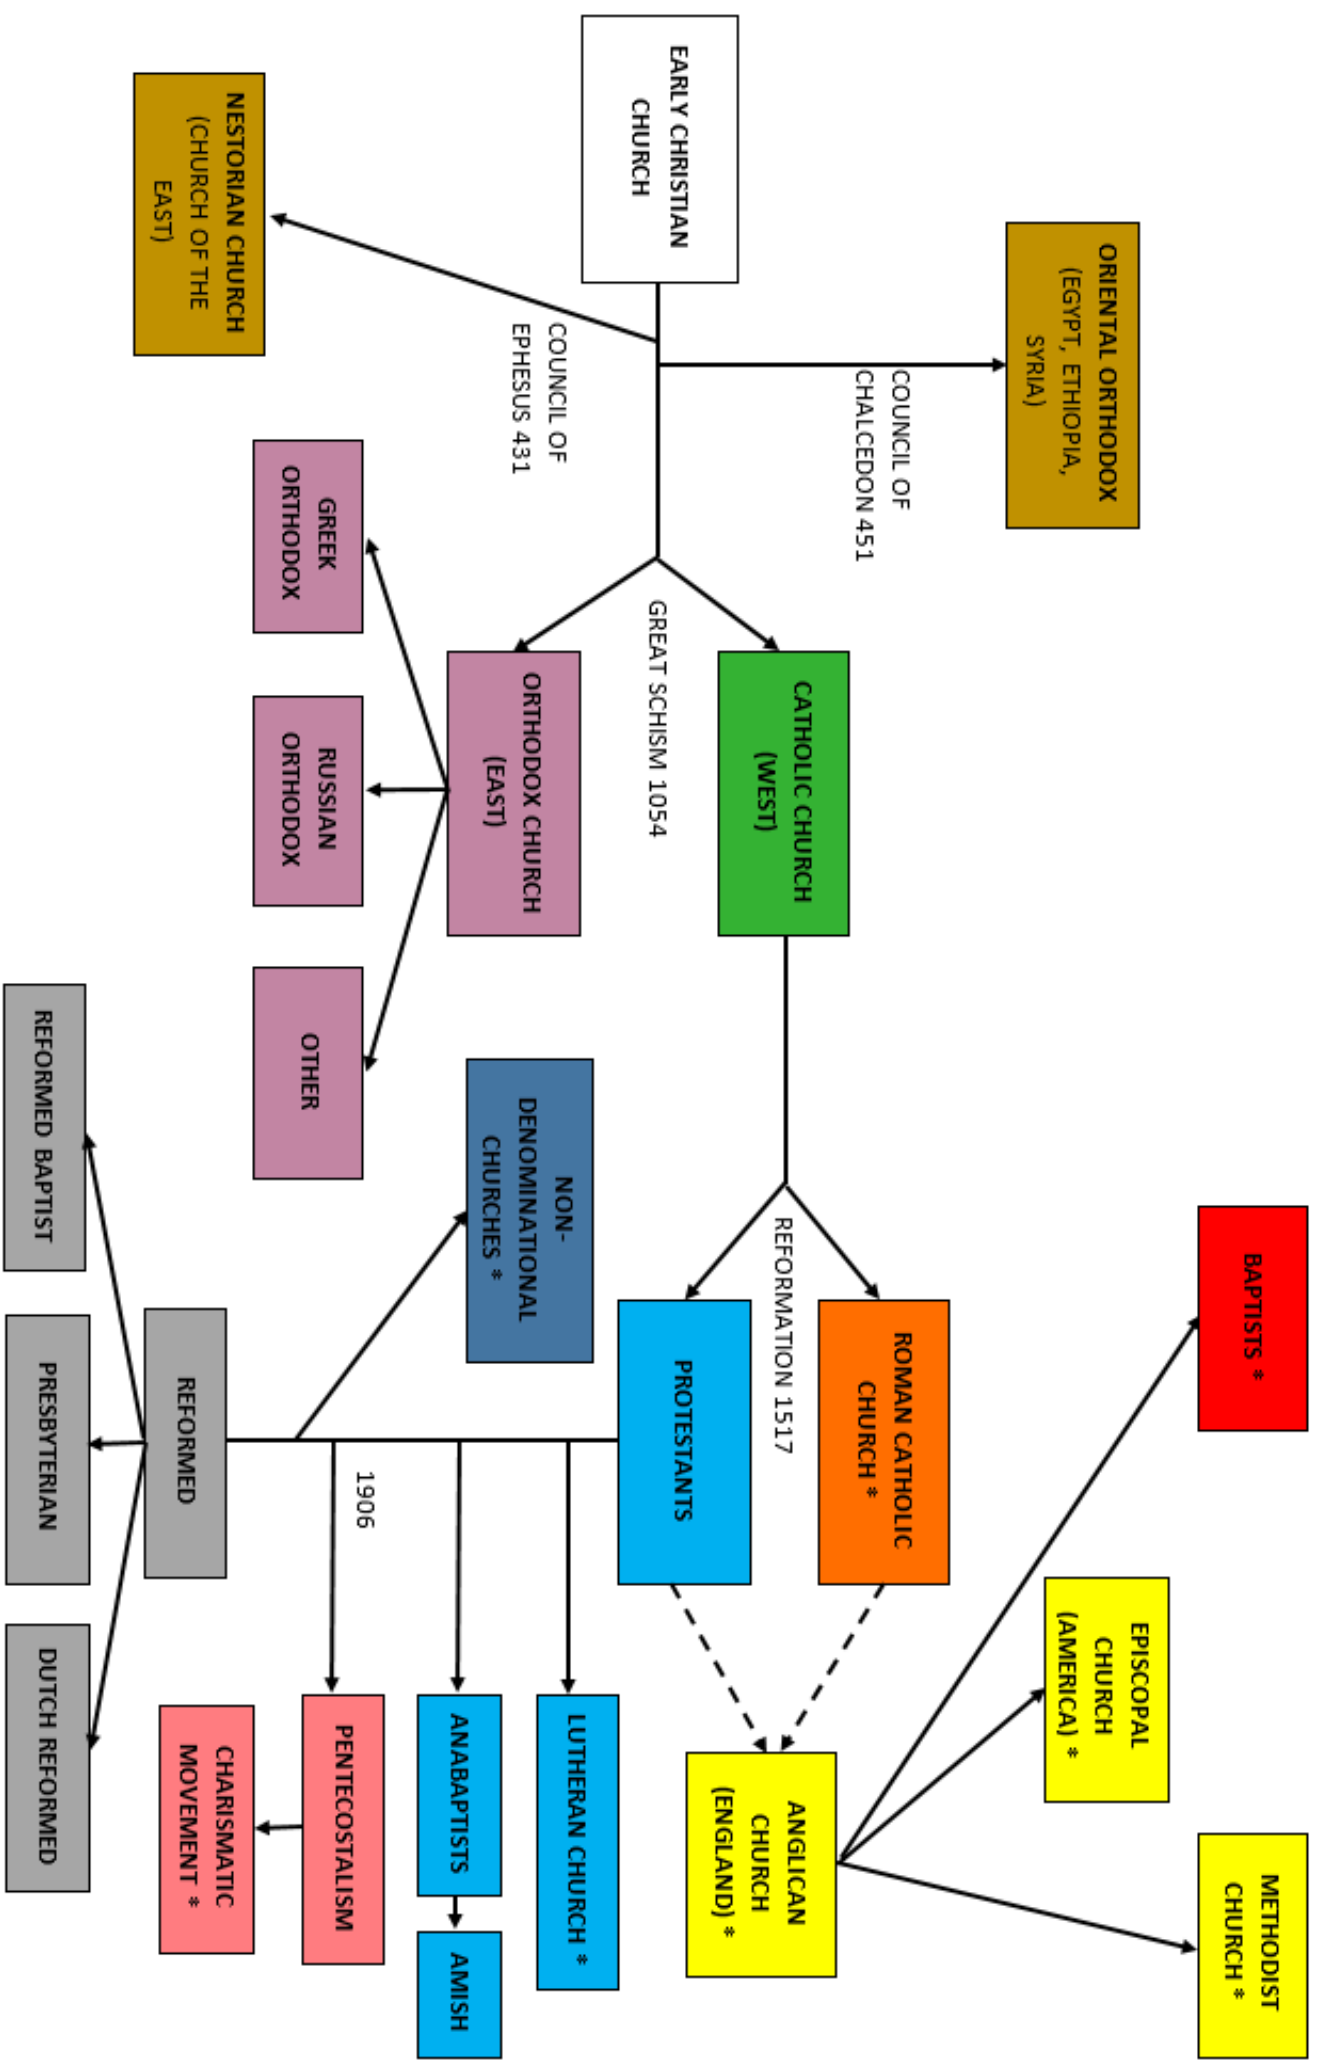 EARLY CHRISTIAN
CHURCH
ORIENTAL ORTHODOX
(EGYPT, ETHIOPIA,
SYRIA)
COUNCIL OF
CHALCEDON 451
NESTORIAN CHURCH
(CHURCH OF THE
EAST)
COUNCIL OF
EPHESUS 431
GREAT SCHISM 1054
CATHOLIC CHURCH
(WEST)
ORTHODOX CHURCH
(EAST)
GREEK
ORTHODOX
RUSSIAN
ORTHODOX
OTHER
REFORMATION 1517
ROMAN CATHOLIC
CHURCH *
PROTESTANTS
BAPTISTS *
EPISCOPAL
CHURCH
(AMERICA) *
METHODIST
CHURCH *
ANGLICAN
CHURCH
(ENGLAND) *
NON-
DENOMINATIONAL
CHURCHES *
LUTHERAN CHURCH *
ANABAPTISTS
AMISH
1906
PENTECOSTALISM
CHARISMATIC
MOVEMENT *
REFORMED
REFORMED BAPTIST
PRESBYTERIAN
DUTCH REFORMED